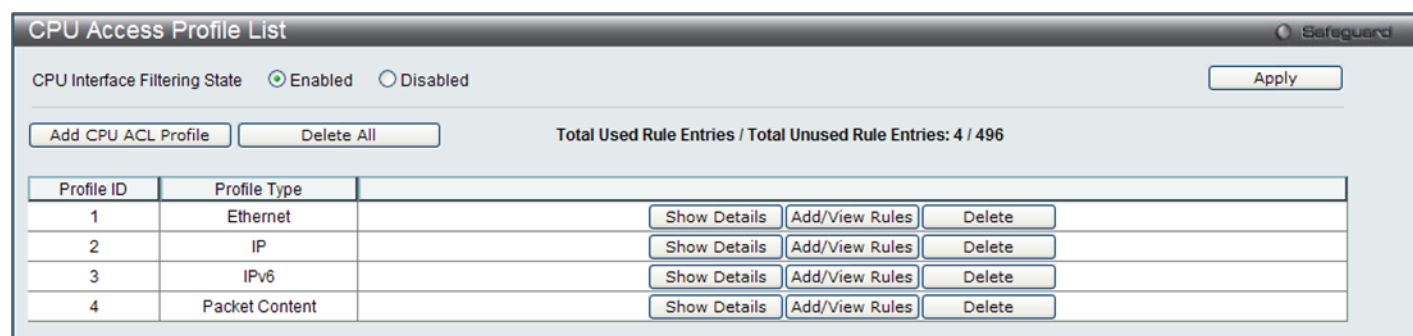 CPU Access Profile List Safeguard
CPU Interface Filtering State Enabled Disabled Apply
Add CPU ACL Profile Delete All Total Used Rule Entries / Total Unused Rule Entries: 4 / 496
Profile ID Profile Type
1 Ethernet Show Details Add/View Rules Delete
2 IP Show Details Add/View Rules Delete
3 IPv6 Show Details Add/View Rules Delete
4 Packet Content Show Details Add/View Rules Delete